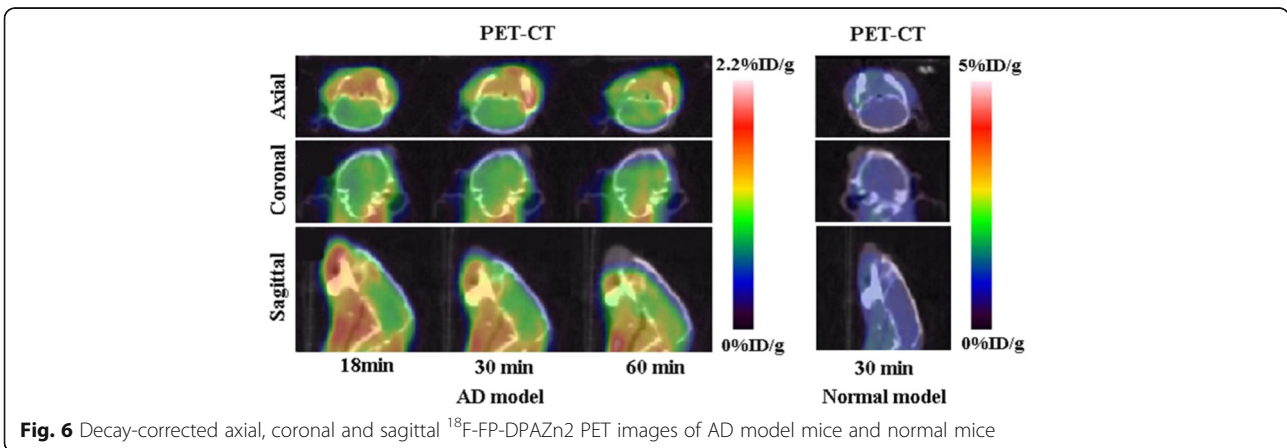 PET-CT
PET-CT
2.2%ID/g
5%ID/g
Axial
Coronal
Sagittal
0%ID/g
0%ID/g
18min
30 min
60 min
30 min
AD model
Normal model
Fig. 6 Decay-corrected axial, coronal and sagittal ¹⁸F-FP-DPAZn2 PET images of AD model mice and normal mice